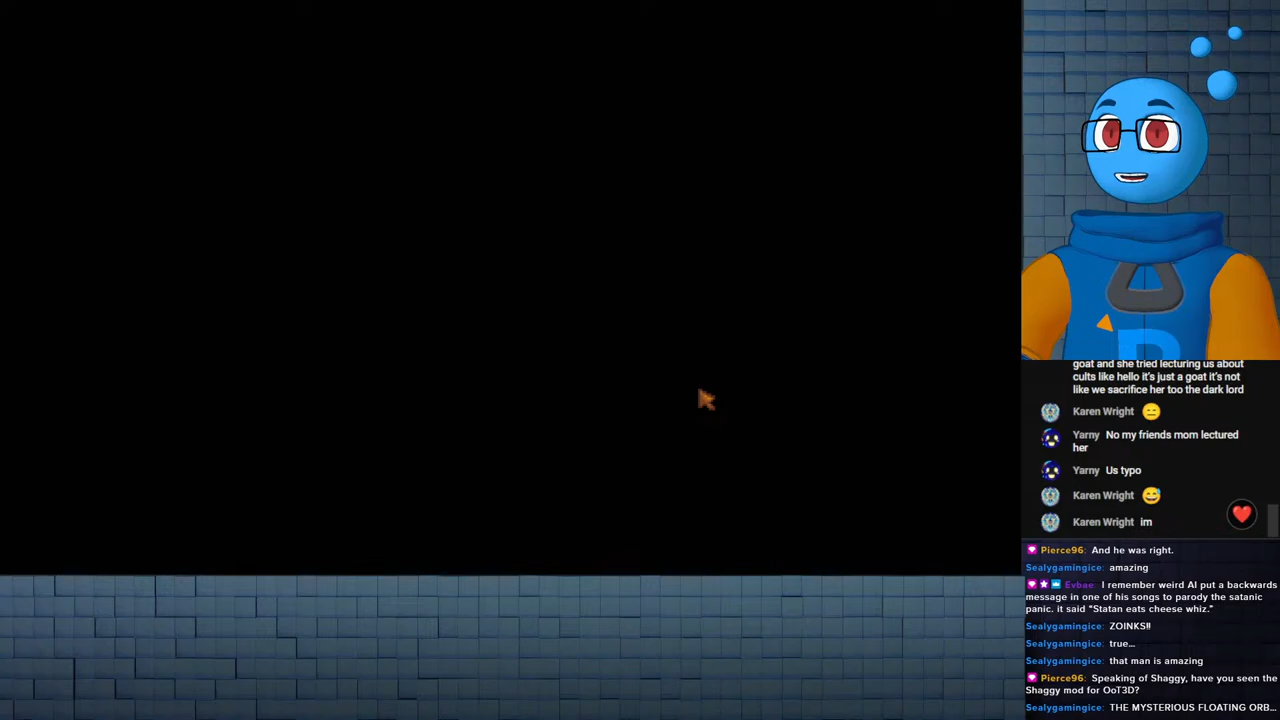 goat and she tried lecturing us about
cults like hello it's just a goat it's not
like we sacrifice her too the dark lord
Karen Wright
Yarny No my friends mom lectured
her
Yarny Us typo
Karen Wright
Karen Wright im
Pierce96: And he was right.
Sealygamingice: amazing
Evbae: I remember weird Al put a backwards
message in one of his songs to parody the satanic
panic. it said "Statan eats cheese whiz."
Sealygamingice: ZOINKS!!
Sealygamingice: true...
Sealygamingice: that man is amazing
Pierce96: Speaking of Shaggy, have you seen the
Shaggy mod for OoT3D?
Sealygamingice: THE MYSTERIOUS FLOATING ORB...